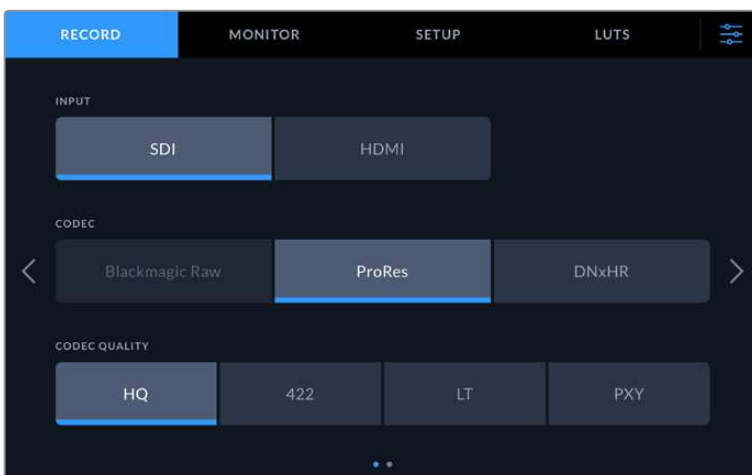 RECORD MONITOR SETUP LUTS
INPUT
SDI HDMI
CODEC
Blackmagic Raw ProRes DNxHR
CODEC QUALITY
HQ 422 LT PXY